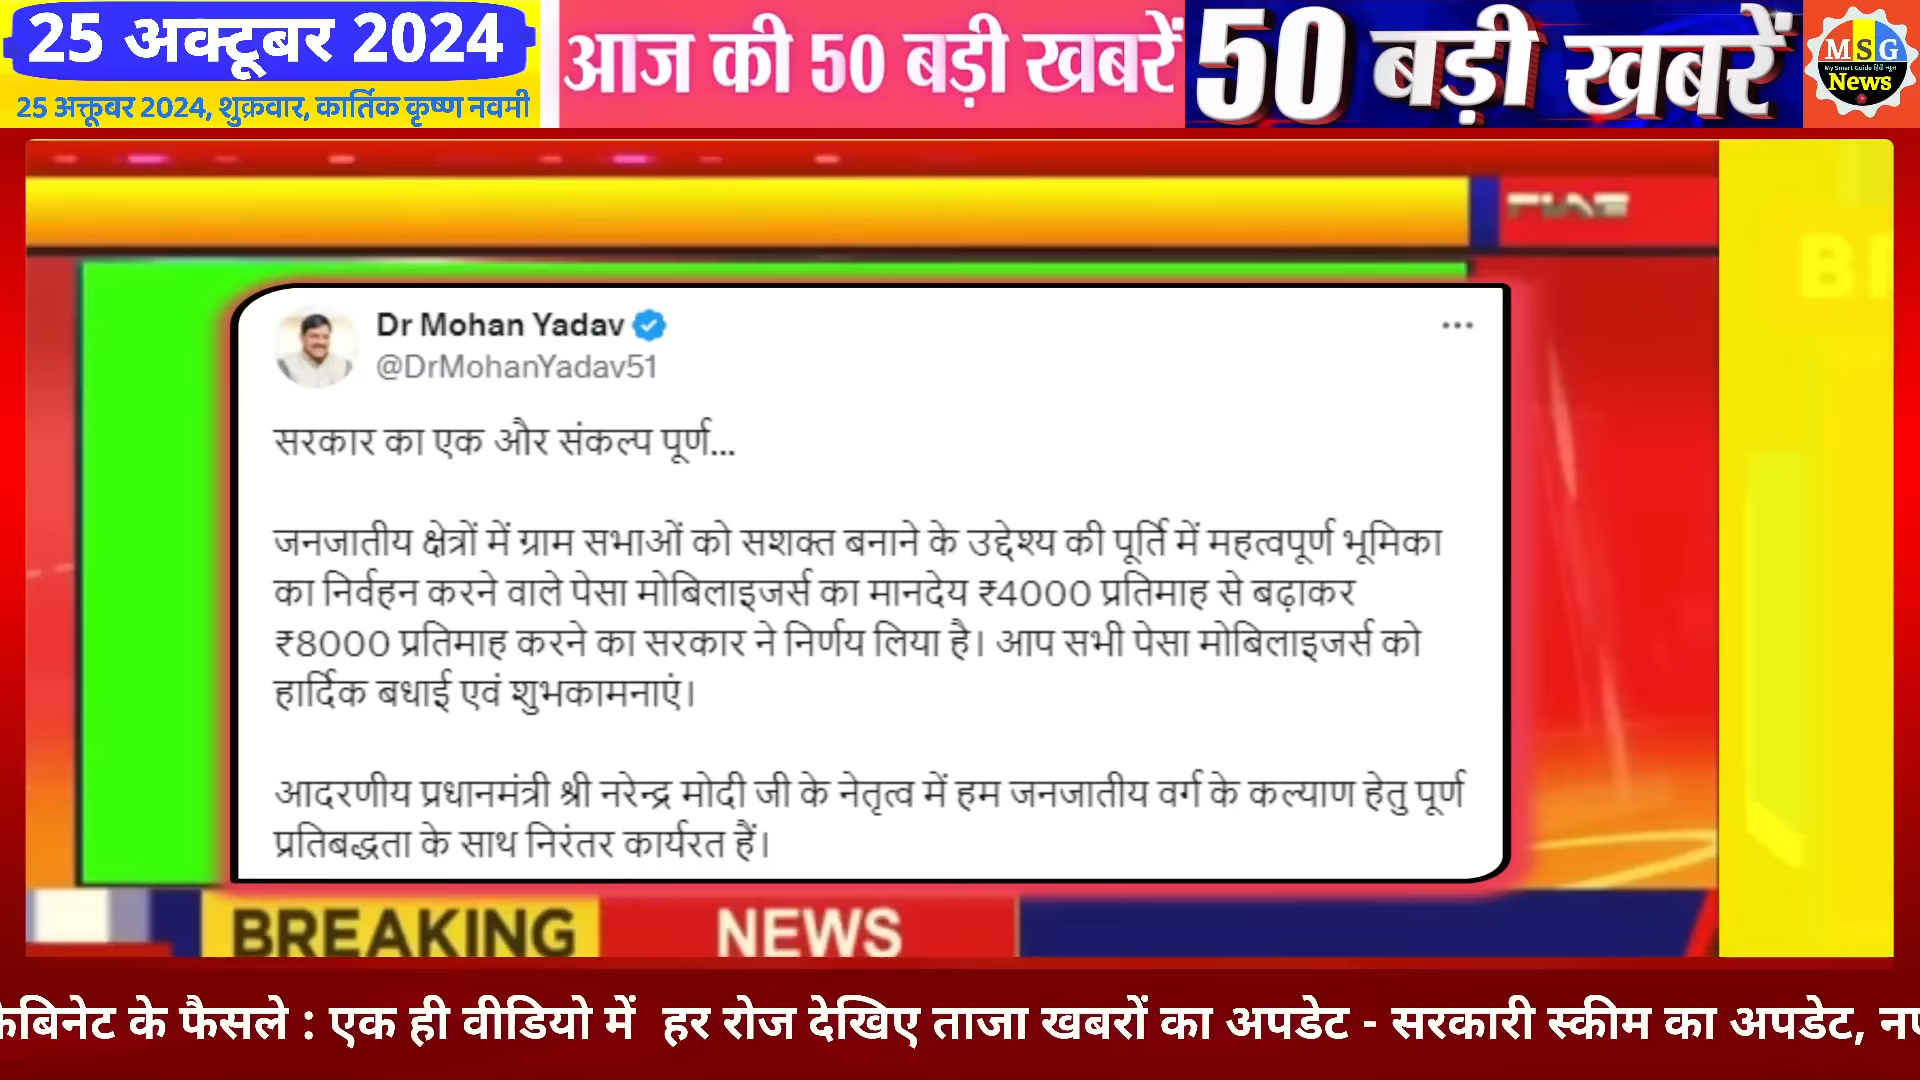 25 अक्टूबर 2024
25 अक्तूबर 2024, शुक्रवार, कार्तिक कृष्ण नवमी
आज की 50 बड़ी खबरें
50 बड़ी खबरें
MSG
My Smart Guide हिंदी न्यूज़
News
BI
Dr Mohan Yadav
@DrMohanYadav51
सरकार का एक और संकल्प पूर्ण...
जनजातीय क्षेत्रों में ग्राम सभाओं को सशक्त बनाने के उद्देश्य की पूर्ति में महत्वपूर्ण भूमिका
का निर्वहन करने वाले पेसा मोबिलाइजर्स का मानदेय ₹4000 प्रतिमाह से बढ़ाकर
₹8000 प्रतिमाह करने का सरकार ने निर्णय लिया है। आप सभी पेसा मोबिलाइजर्स को
हार्दिक बधाई एवं शुभकामनाएं।
आदरणीय प्रधानमंत्री श्री नरेन्द्र मोदी जी के नेतृत्व में हम जनजातीय वर्ग के कल्याण हेतु पूर्ण
प्रतिबद्धता के साथ निरंतर कार्यरत हैं।
BREAKING NEWS
कैबिनेट के फैसले : एक ही वीडियो में हर रोज देखिए ताजा खबरों का अपडेट - सरकारी स्कीम का अपडेट,